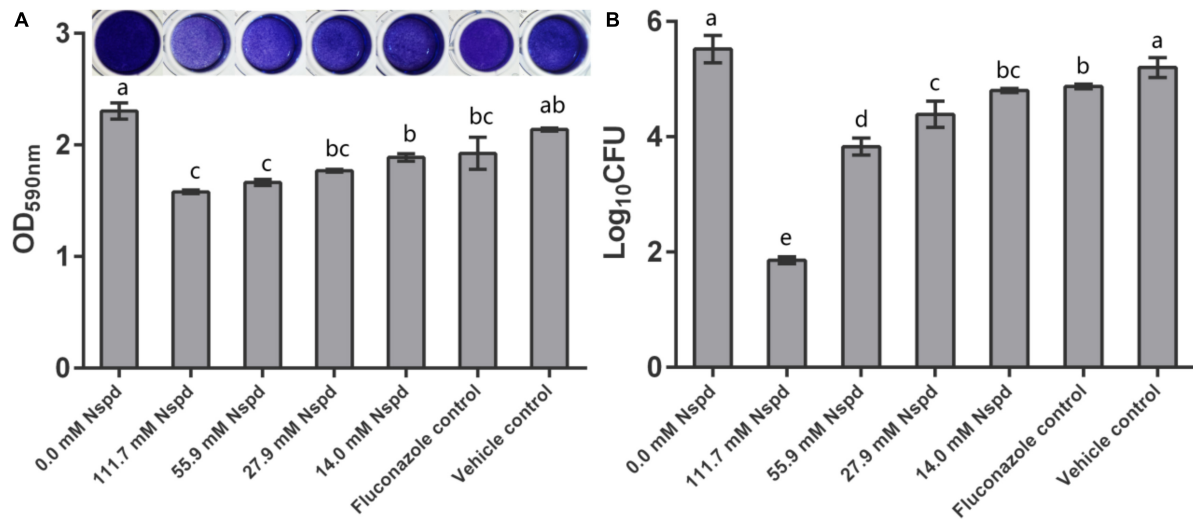 A
3
2
1
0
OD590nm
a
c
c
bc
b
bc
ab
0.0 mM Nspd
111.7 mM Nspd
55.9 mM Nspd
27.9 mM Nspd
14.0 mM Nspd
Fluconazole control
Vehicle control
B
6
4
2
0
Log10CFU
a
e
d
c
bc
b
a
0.0 mM Nspd
111.7 mM Nspd
55.9 mM Nspd
27.9 mM Nspd
14.0 mM Nspd
Fluconazole control
Vehicle control